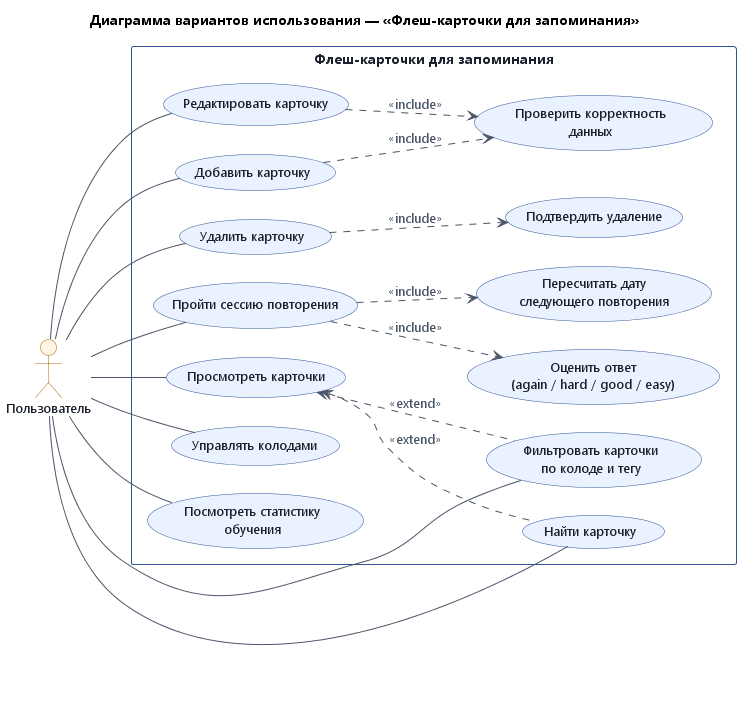 Диаграмма вариантов использования — «Флеш-карточки для запоминания»
Флеш-карточки для запоминания
Редактировать карточку
«include»
Проверить корректность
данных
«include»
Добавить карточку
Удалить карточку
«include»
Подтвердить удаление
Пройти сессию повторения
«include»
Пересчитать дату
следующего повторения
«include»
Оценить ответ
(again / hard / good / easy)
Просмотреть карточки
Пользователь
«extend»
«extend»
Управлять колодами
Фильтровать карточки
по колоде и тегу
Посмотреть статистику
обучения
Найти карточку